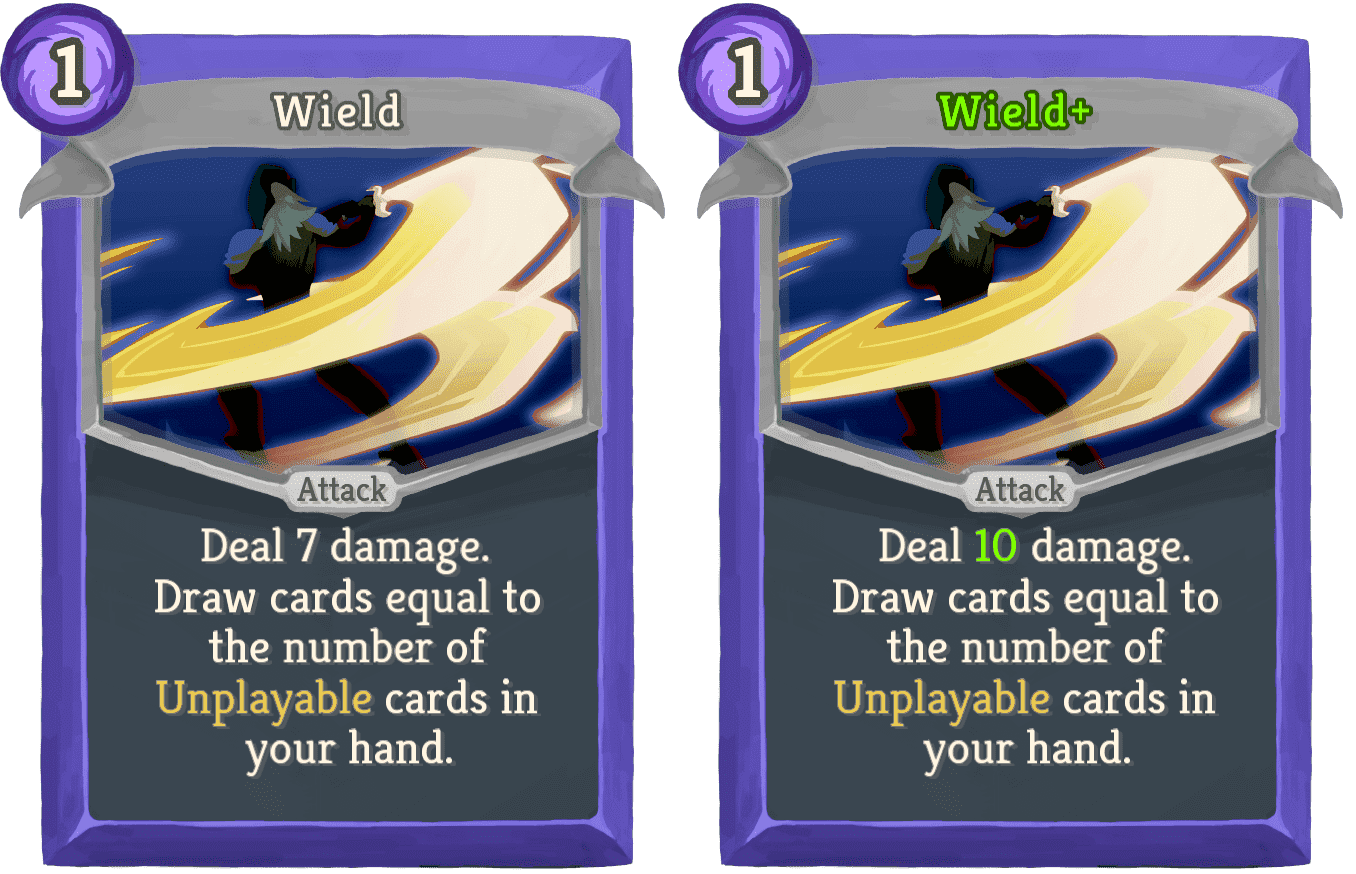 1
Wield
Attack
Deal 7 damage.
Draw cards equal to
the number of
Unplayable cards in
your hand.
1
Wield+
Attack
Deal 10 damage.
Draw cards equal to
the number of
Unplayable cards in
your hand.